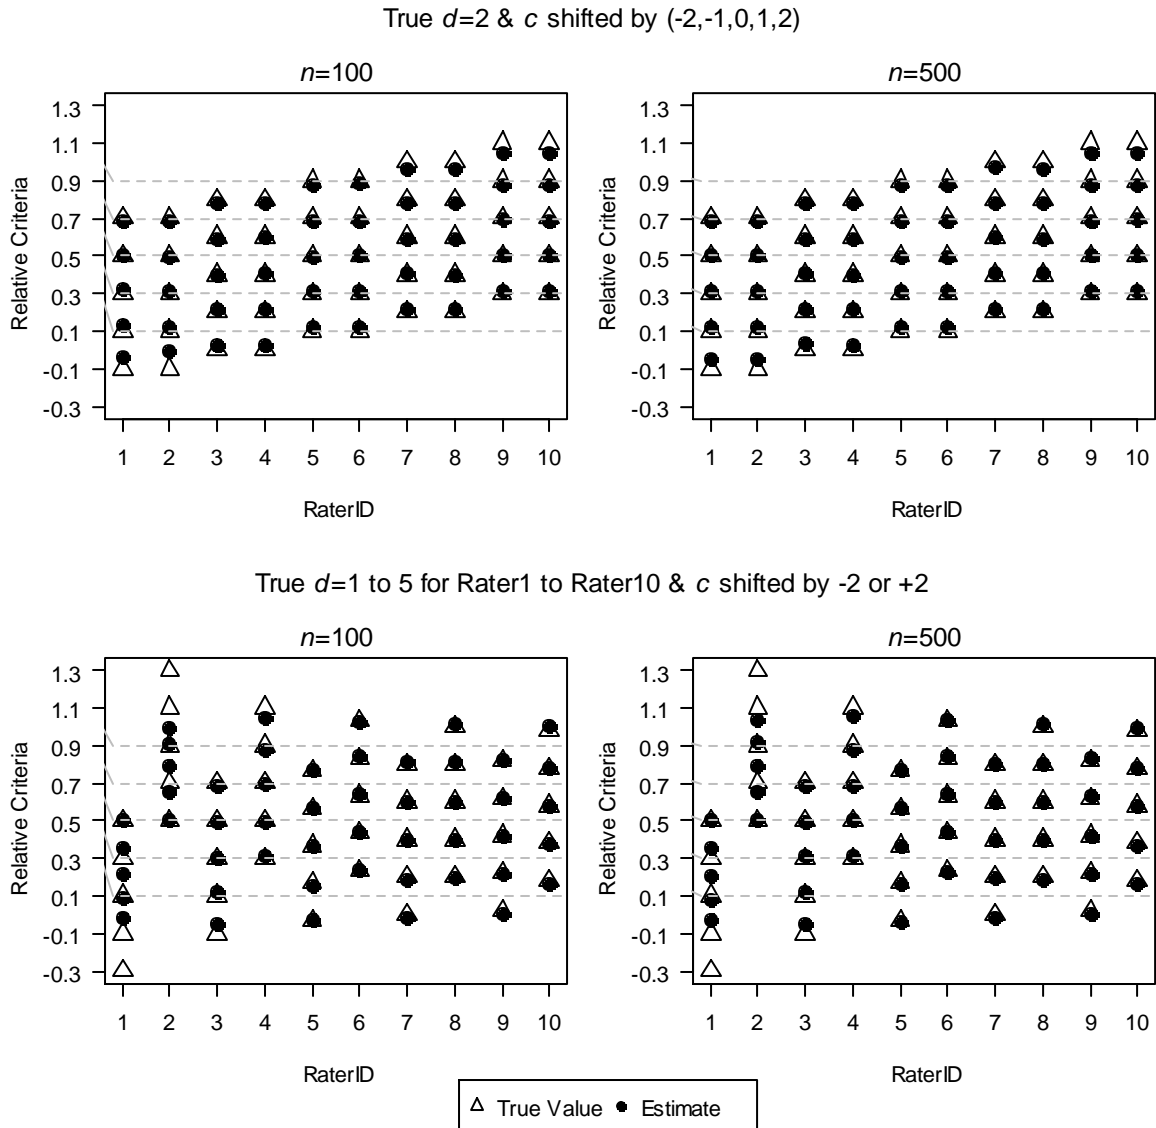 True d=2 & c shifted by (-2,-1,0,1,2)
n=100
1.3
1.1
0.9
0.7
0.5
0.3
0.1
-0.1
-0.3
Relative Criteria
1 2 3 4 5 6 7 8 9 10
RaterID
n=500
1.3
1.1
0.9
0.7
0.5
0.3
0.1
-0.1
-0.3
Relative Criteria
1 2 3 4 5 6 7 8 9 10
RaterID
True d=1 to 5 for Rater1 to Rater10 & c shifted by -2 or +2
n=100
1.3
1.1
0.9
0.7
0.5
0.3
0.1
-0.1
-0.3
Relative Criteria
1 2 3 4 5 6 7 8 9 10
RaterID
n=500
1.3
1.1
0.9
0.7
0.5
0.3
0.1
-0.1
-0.3
Relative Criteria
1 2 3 4 5 6 7 8 9 10
RaterID
True Value Estimate